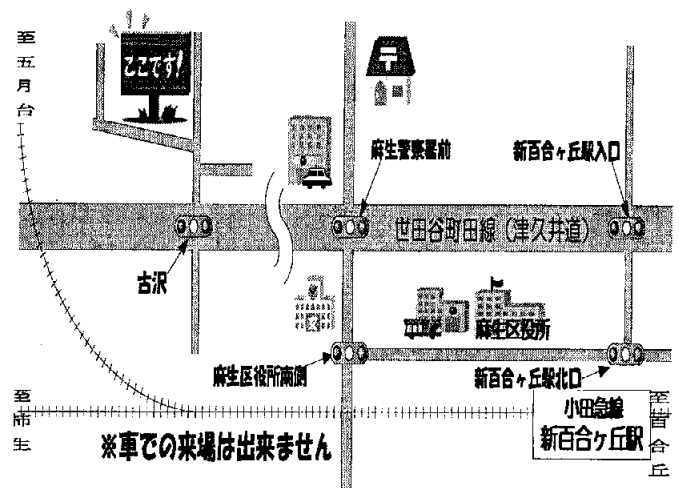 至五月台
ここです!
麻生警察署前
新百合ヶ丘駅入口
世田谷町田線(津久井道)
古沢
麻生区役所
麻生区役所南側
新百合ヶ丘駅北口
至柿生
小田急線
新百合ヶ丘駅
至百合丘
※車での来場は出来ません